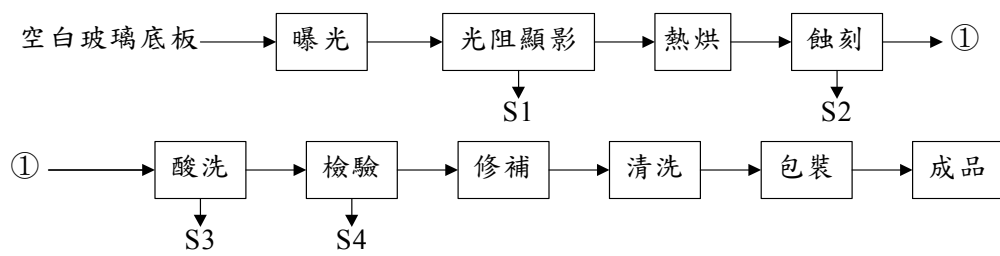 空白玻璃底板 曝光 光阻顯影 熱烘 蝕刻 ①
S1 S2
① 酸洗 檢驗 修補 清洗 包裝 成品
S3 S4